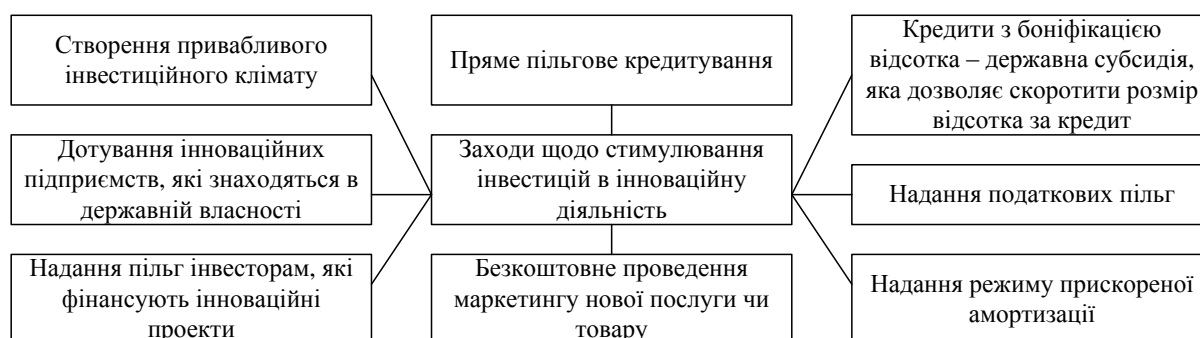 Створення привабливого
інвестиційного клімату
Пряме пільгове кредитування
Кредити з боніфікацією
відсотка – державна субсидія,
яка дозволяє скоротити розмір
відсотка за кредит
Дотування інноваційних
підприємств, які знаходяться в
державній власності
Заходи щодо стимулювання
інвестицій в інноваційну
діяльність
Надання податкових пільг
Надання пільг інвесторам, які
фінансують інноваційні
проекти
Безкоштовне проведення
маркетингу нової послуги чи
товару
Надання режиму прискореної
амортизації